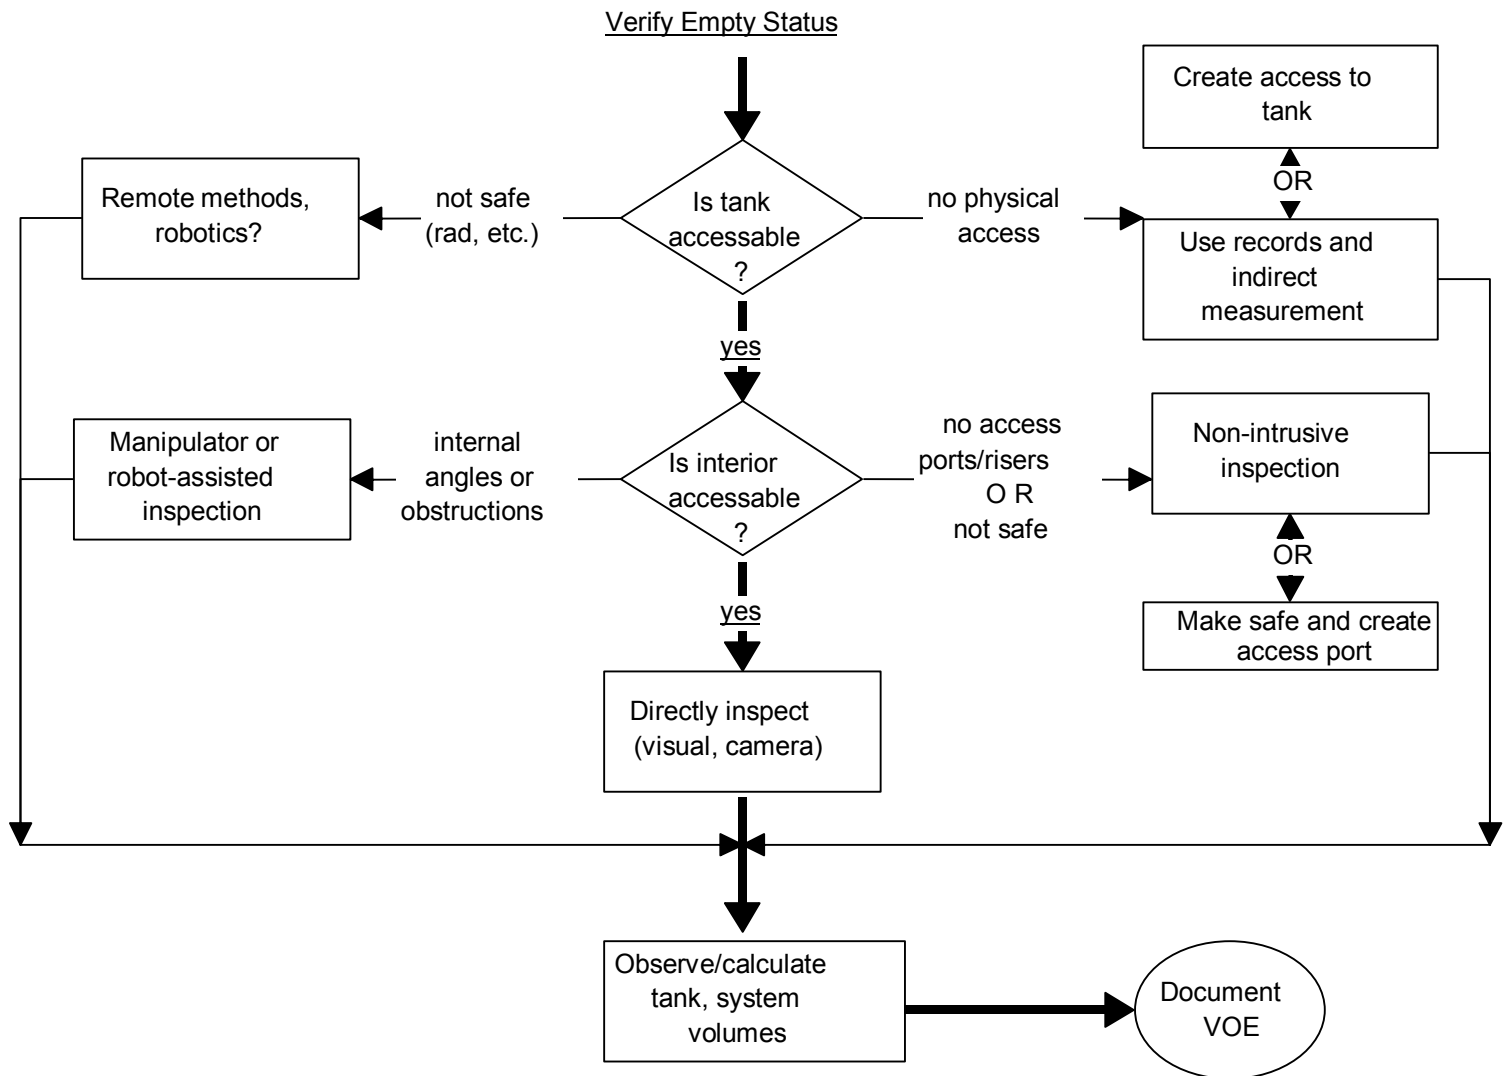 Verify Empty Status
Create access to
tank
OR
Remote methods,
robotics?
not safe
(rad, etc.)
Is tank
accessable
?
no physical
access
Use records and
indirect
measurement
yes
Manipulator or
robot-assisted
inspection
internal
angles or
obstructions
Is interior
accessable
?
no access
ports/risers
O R
not safe
Non-intrusive
inspection
OR
Make safe and create
access port
yes
Directly inspect
(visual, camera)
Observe/calculate
tank, system
volumes
Document
VOE